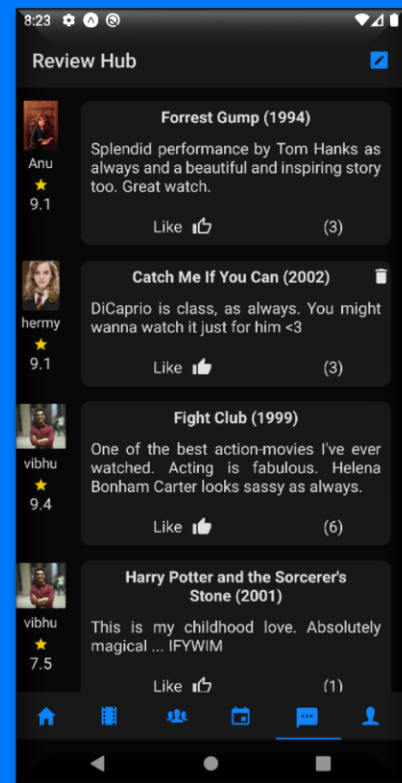 8:23
Review Hub
Anu
9.1
Forrest Gump (1994)
Splendid performance by Tom Hanks as
always and a beautiful and inspiring story
too. Great watch.
Like (3)
hermy
9.1
Catch Me If You Can (2002)
DiCaprio is class, as always. You might
wanna watch it just for him <3
Like (3)
vibhu
9.4
Fight Club (1999)
One of the best action-movies I've ever
watched. Acting is fabulous. Helena
Bonham Carter looks sassy as always.
Like (6)
vibhu
7.5
Harry Potter and the Sorcerer's
Stone (2001)
This is my childhood love. Absolutely
magical ... IFYWIM
Like (1)